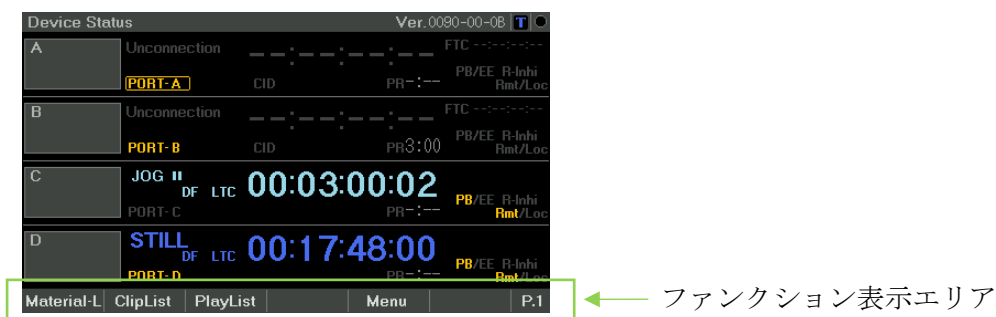 Device Status Ver. 0090-00-0B T
A Unconnection --:--:--:-- FTC --:--:--:--
PORT-A CID PR-:-- PB/EE R-Inhi
Rmt/Loc
B Unconnection --:--:--:-- FTC --:--:--:--
PORT-B CID PR3:00 PB/EE R-Inhi
Rmt/Loc
C JOG II DF LTC 00:03:00:02
PORT-C PR-:-- PB/EE R-Inhi
Rmt/Loc
D STILL DF LTC 00:17:48:00
PORT-D PR-:-- PB/EE R-Inhi
Rmt/Loc
Material-L ClipList PlayList Menu P.1
ファンクション表示エリア